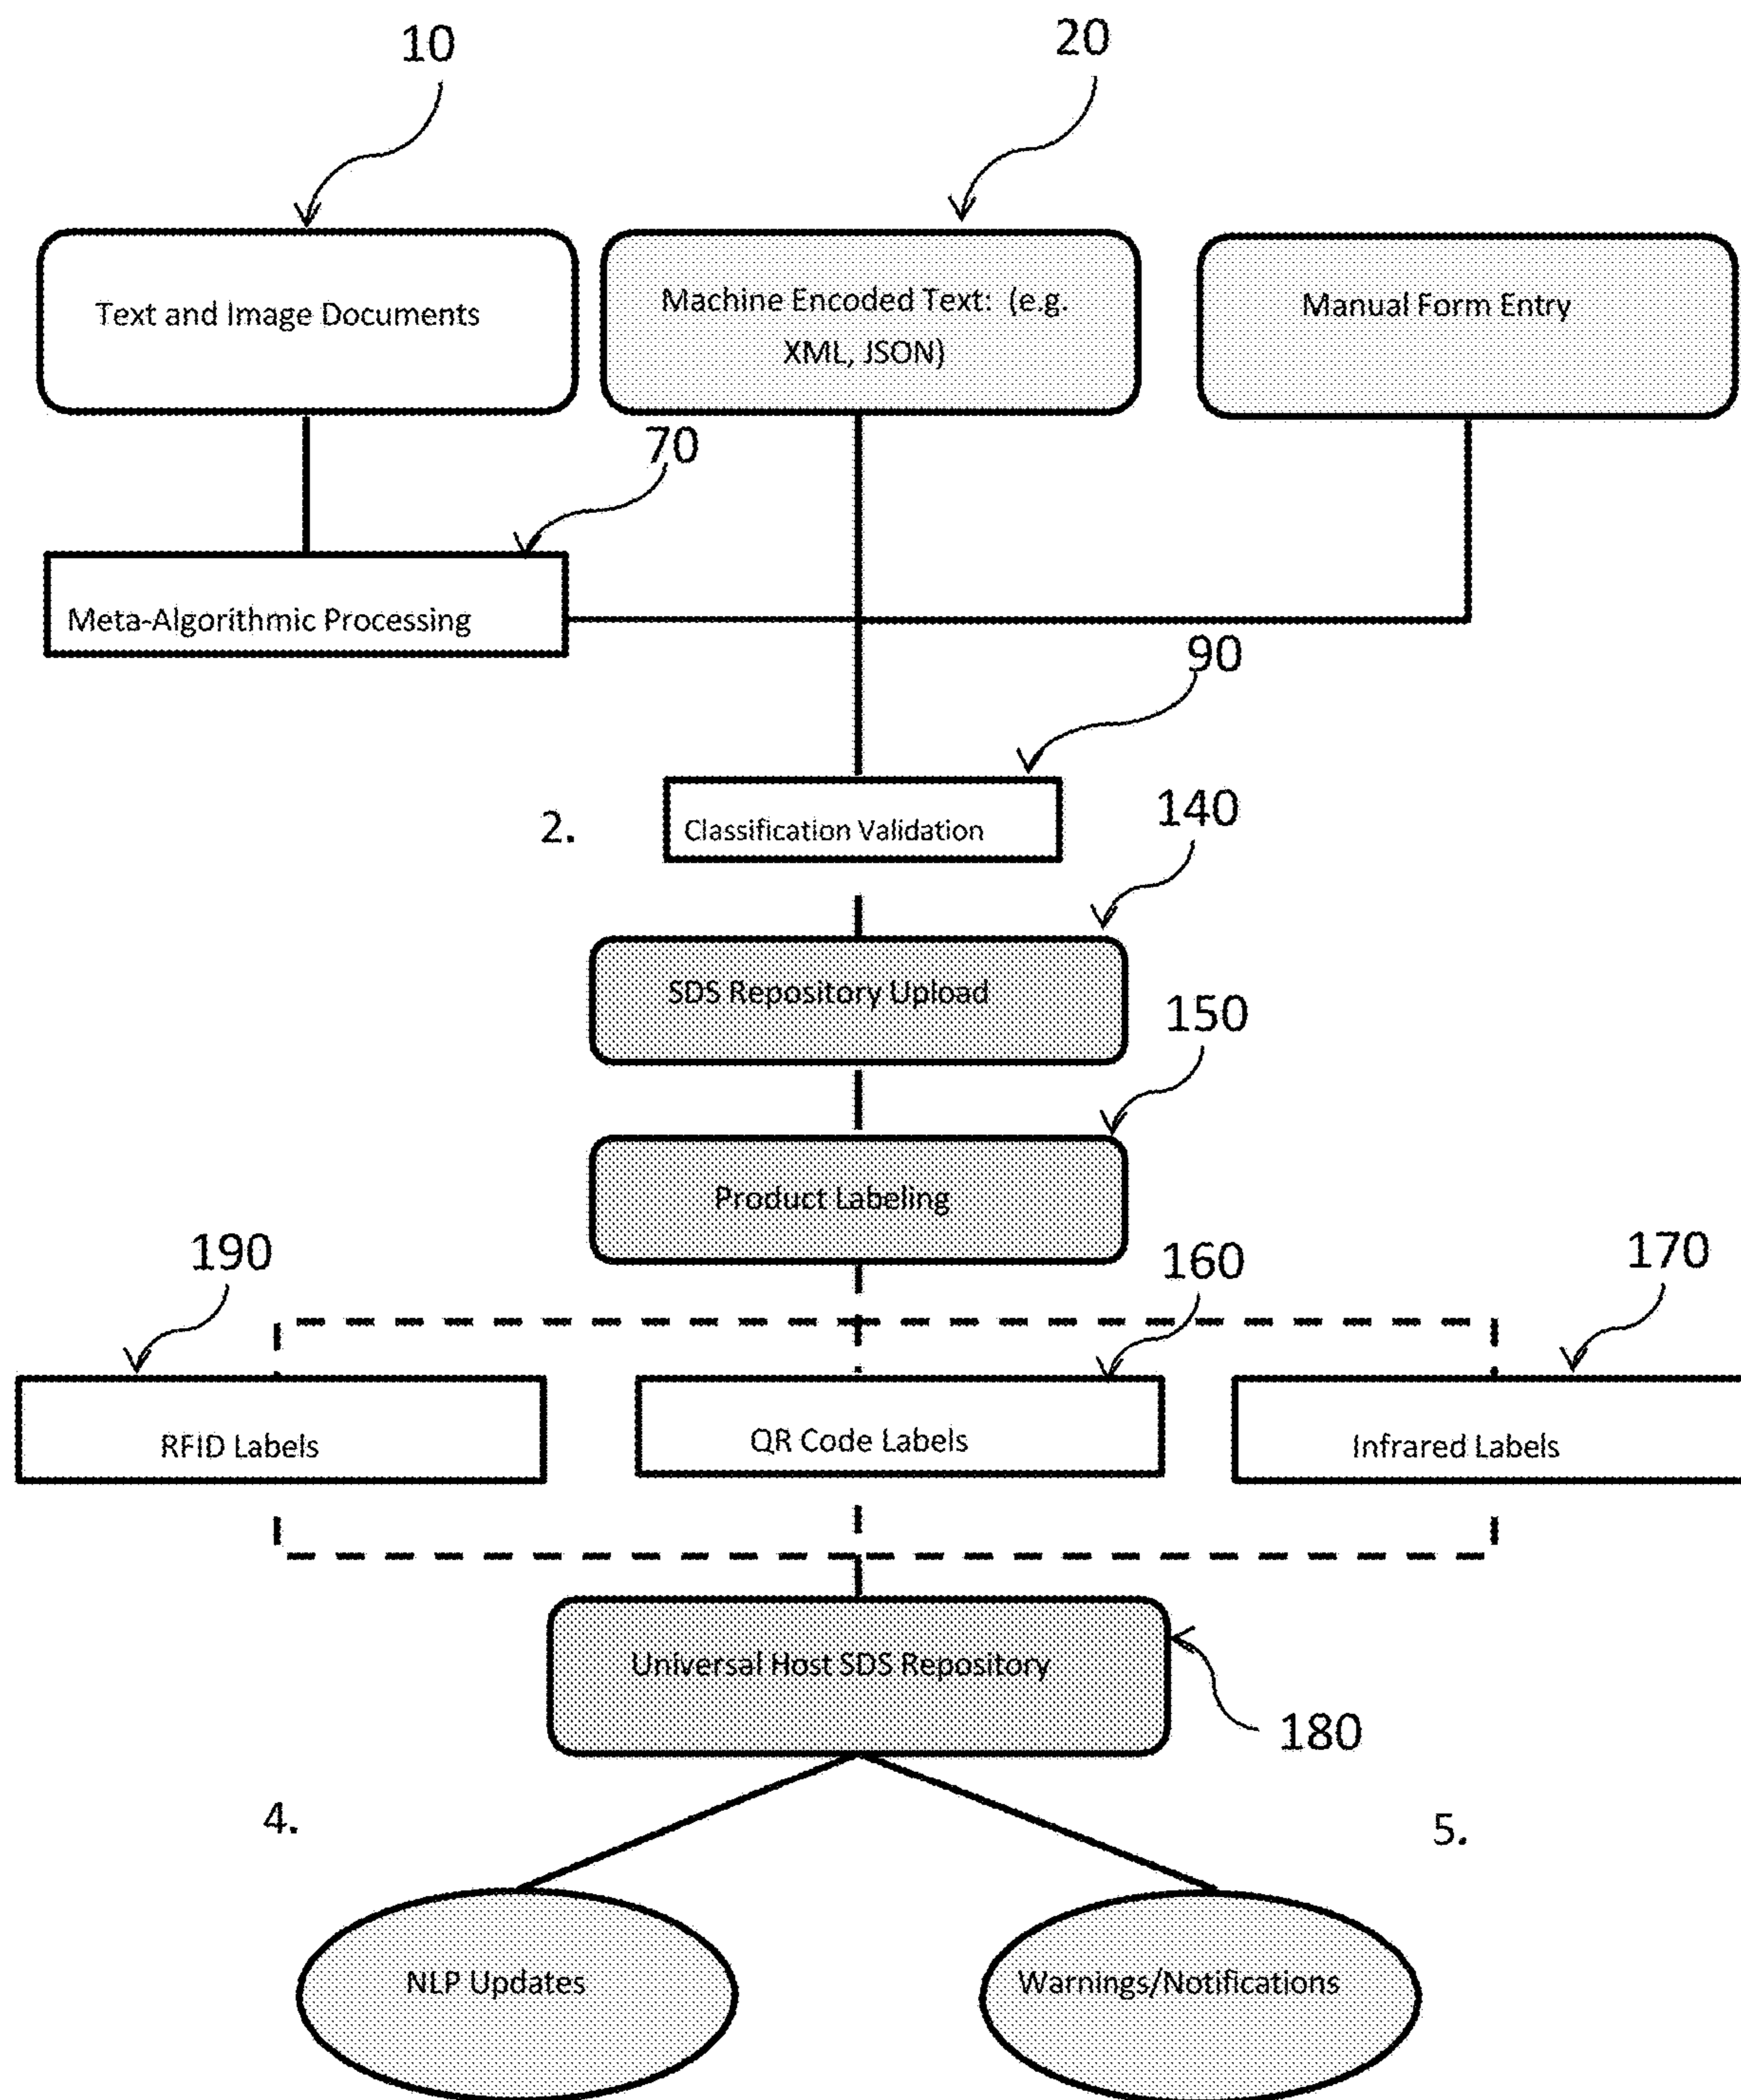 10
20
Text and Image Documents
Machine Encoded Text:  (e.g.
XML, JSON)
Manual Form Entry
70
Meta-Algorithmic Processing
90
2.
Classification Validation
140
SDS Repository Upload
150
Product Labeling
190
160
170
RFID Labels
QR Code Labels
Infrared Labels
Universal Host SDS Repository
180
4.
5.
NLP Updates
Warnings/Notifications